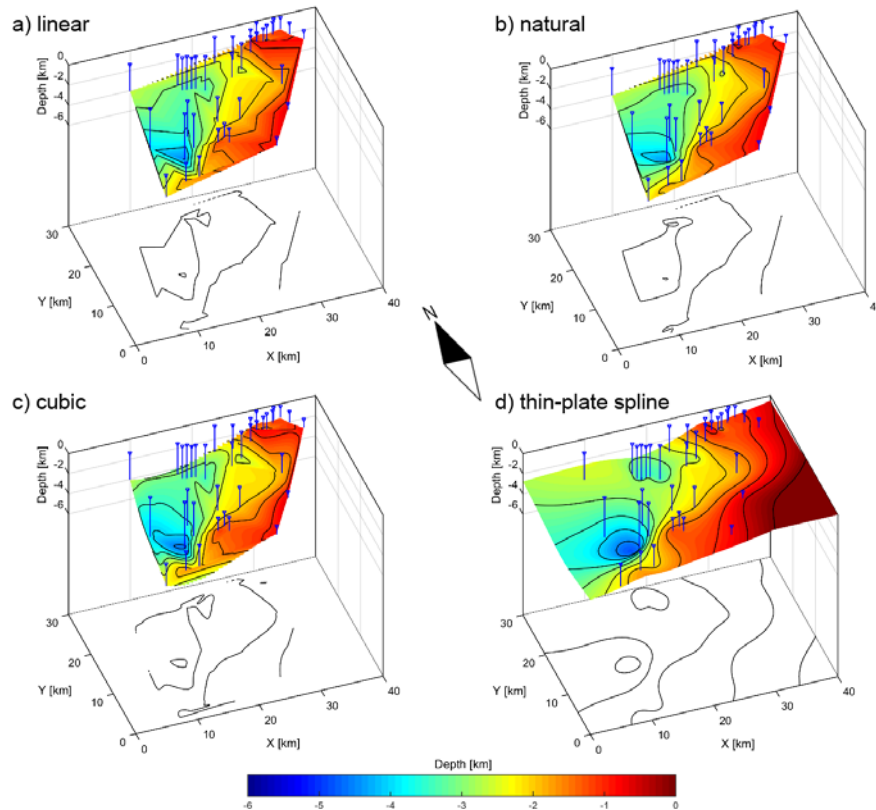 a) linear
b) natural
0
-2
-4
-6
Depth [km]
0
-2
-4
-6
Depth [km]
30
20
10
0
Y [km]
0
10
20
30
40
X [km]
30
20
10
0
Y [km]
0
10
20
30
4
X [km]
N
c) cubic
d) thin-plate spline
0
-2
-4
-6
Depth [km]
0
-2
-4
-6
Depth [km]
30
20
10
0
Y [km]
0
10
20
30
40
X [km]
30
20
10
0
Y [km]
0
10
20
30
40
X [km]
Depth [km]
-6 -5 -4 -3 -2 -1 0